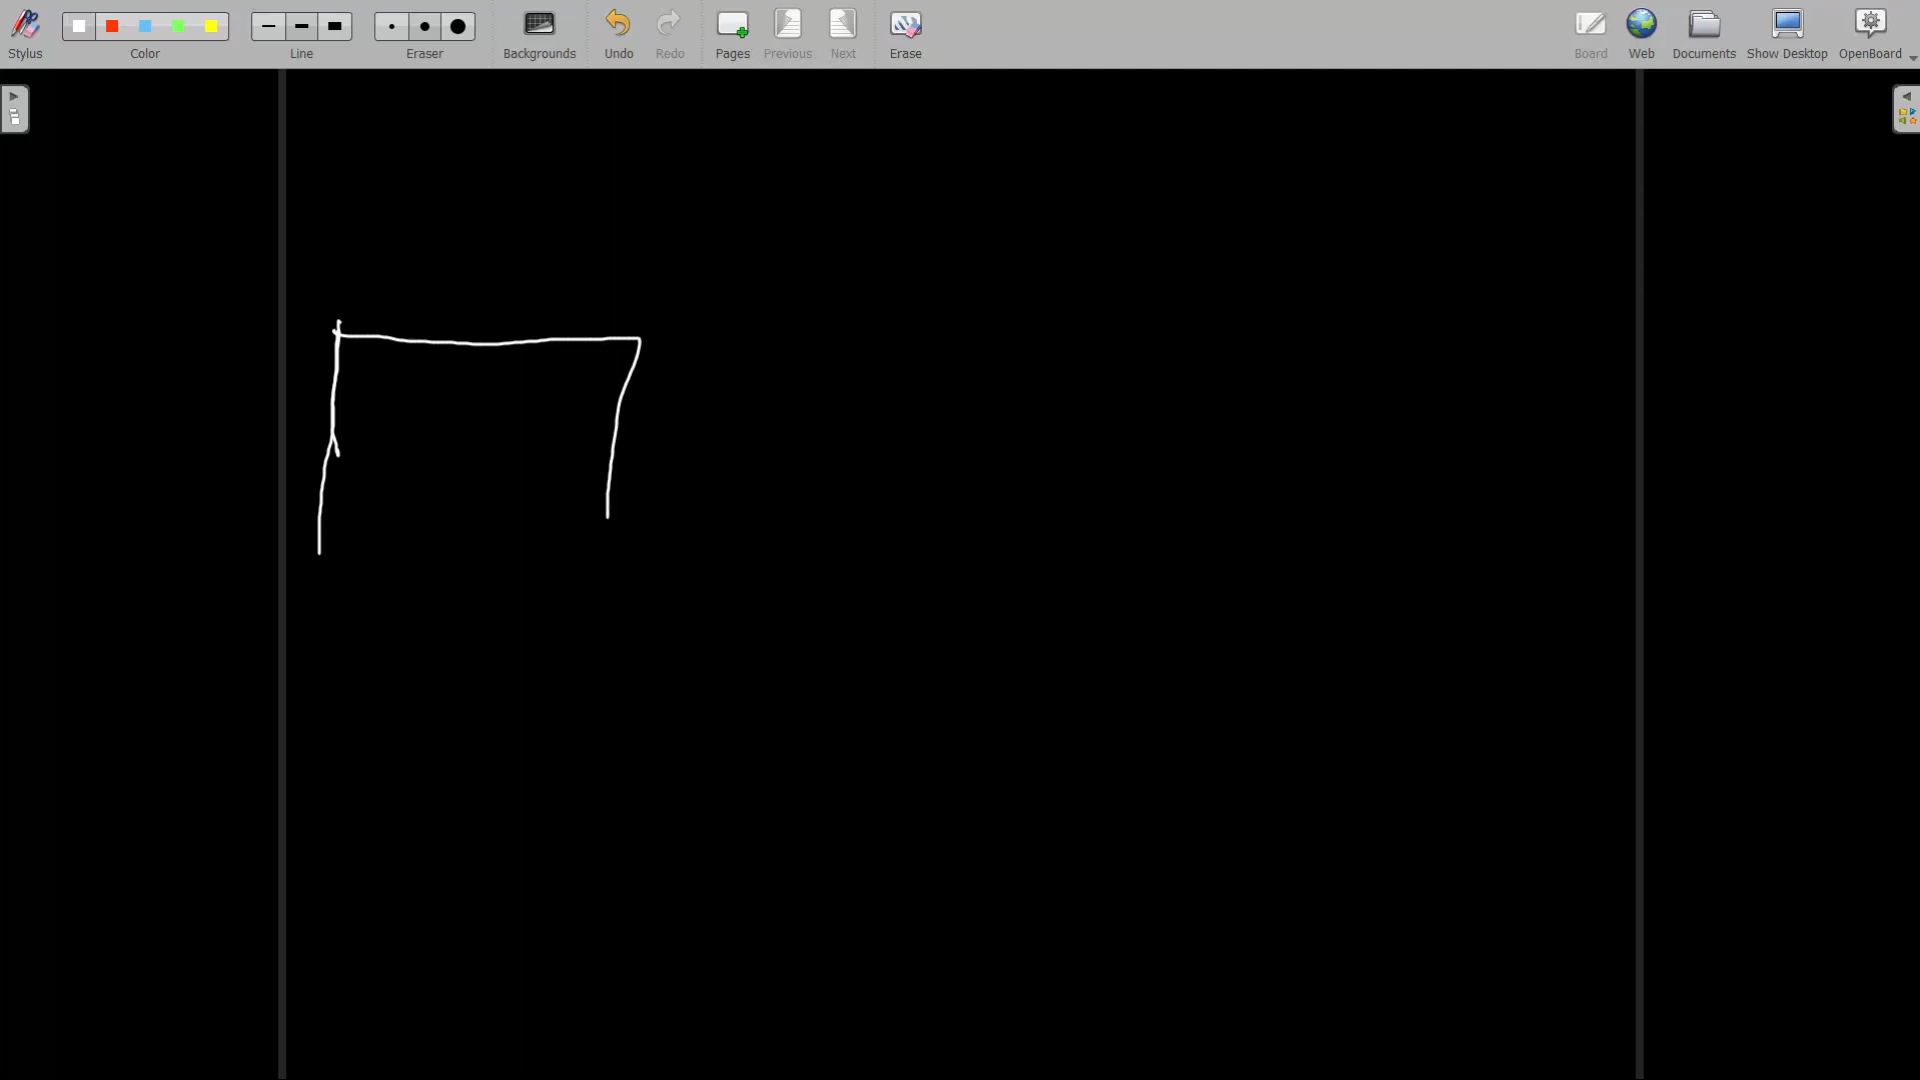 Stylus
Color
Line
Eraser
Backgrounds
Undo
Redo
Pages
Previous
Next
Erase
Board
Web
Documents
Show Desktop
OpenBoard